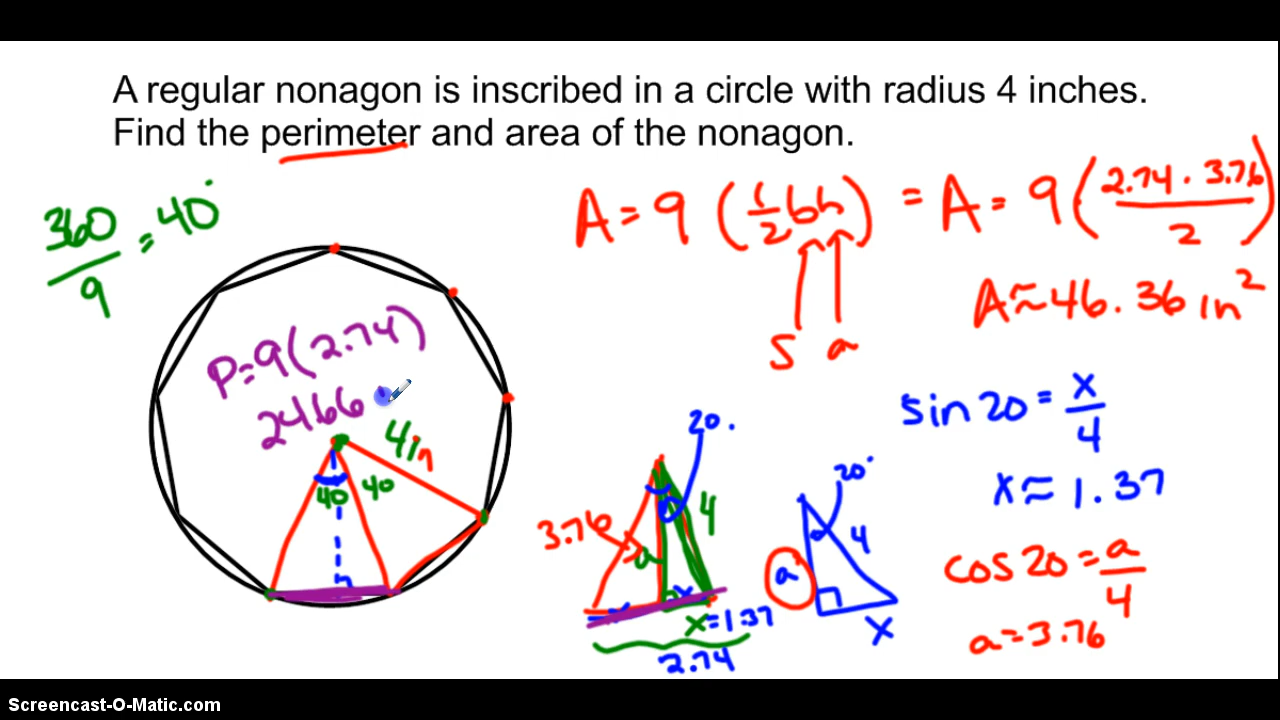 A regular nonagon is inscribed in a circle with radius 4 inches.
Find the perimeter and area of the nonagon.
360/9 = 40°
A = 9 (1/2 bh) = A = 9 (2.74 · 3.76 / 2)
S a
A ≈ 46.36 in²
P = 9(2.74)
2466
4in
40 40
sin 20 = x/4
x ≈ 1.37
cos 20 = a/4
a = 3.76
20.
3.76
a
4
x
x = 1.37
2.74
20°
4
a
x
Screencast-O-Matic.com